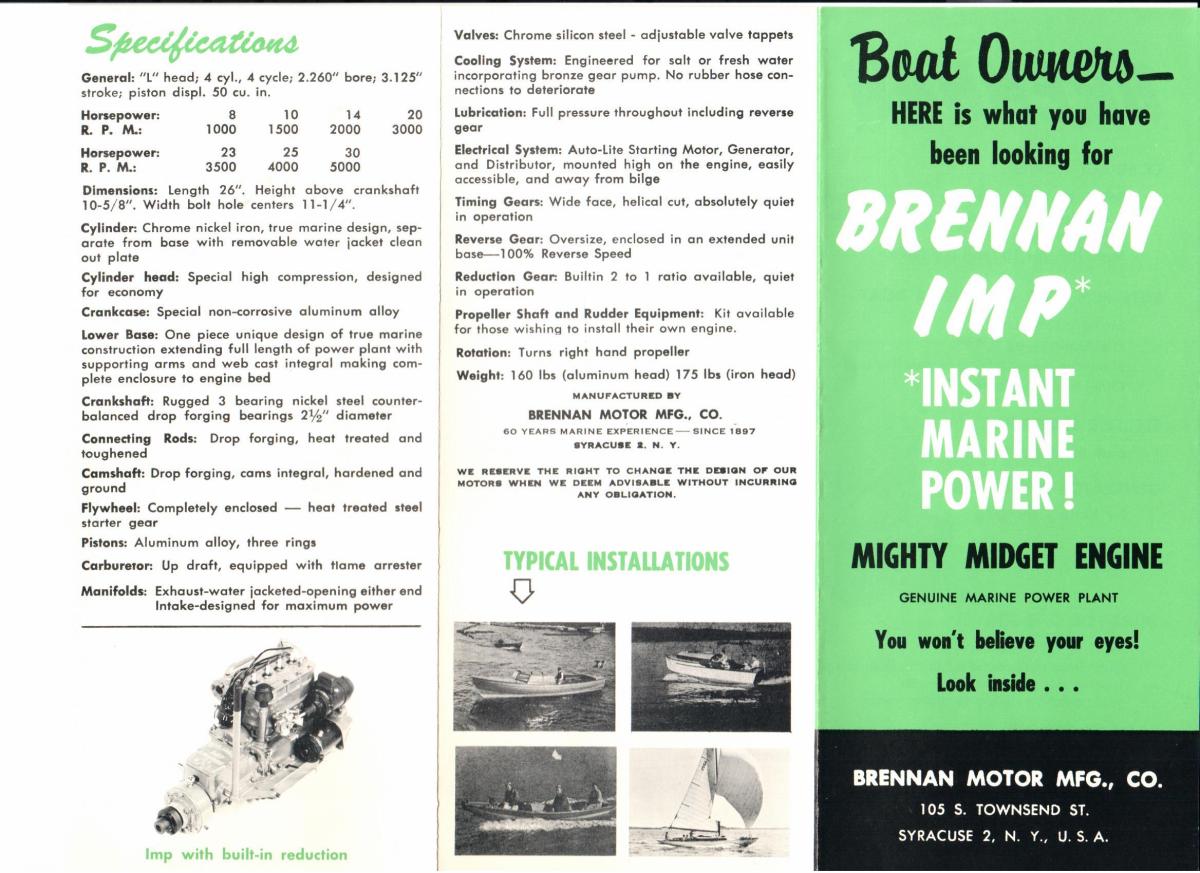 Specifications
General: "L" head; 4 cyl., 4 cycle; 2.260" bore; 3.125"
stroke; piston displ. 50 cu. in.
Horsepower: 8 10 14 20
R. P. M.: 1000 1500 2000 3000
Horsepower: 23 25 30
R. P. M.: 3500 4000 5000
Dimensions: Length 26". Height above crankshaft
10-5/8". Width bolt hole centers 11-1/4".
Cylinder: Chrome nickel iron, true marine design, sep-
arate from base with removable water jacket clean
out plate
Cylinder head: Special high compression, designed
for economy
Crankcase: Special non-corrosive aluminum alloy
Lower Base: One piece unique design of true marine
construction extending full length of power plant with
supporting arms and web cast integral making com-
plete enclosure to engine bed
Crankshaft: Rugged 3 bearing nickel steel counter-
balanced drop forging bearings 2½" diameter
Connecting Rods: Drop forging, heat treated and
toughened
Camshaft: Drop forging, cams integral, hardened and
ground
Flywheel: Completely enclosed — heat treated steel
starter gear
Pistons: Aluminum alloy, three rings
Carburetor: Up draft, equipped with flame arrester
Manifolds: Exhaust-water jacketed-opening either end
Intake-designed for maximum power
Imp with built-in reduction
Valves: Chrome silicon steel - adjustable valve tappets
Cooling System: Engineered for salt or fresh water
incorporating bronze gear pump. No rubber hose con-
nections to deteriorate
Lubrication: Full pressure throughout including reverse
gear
Electrical System: Auto-Lite Starting Motor, Generator,
and Distributor, mounted high on the engine, easily
accessible, and away from bilge
Timing Gears: Wide face, helical cut, absolutely quiet
in operation
Reverse Gear: Oversize, enclosed in an extended unit
base—100% Reverse Speed
Reduction Gear: Builtin 2 to 1 ratio available, quiet
in operation
Propeller Shaft and Rudder Equipment: Kit available
for those wishing to install their own engine.
Rotation: Turns right hand propeller
Weight: 160 lbs (aluminum head) 175 lbs (iron head)
MANUFACTURED BY
BRENNAN MOTOR MFG., CO.
60 YEARS MARINE EXPERIENCE — SINCE 1897
SYRACUSE 2, N. Y.
WE RESERVE THE RIGHT TO CHANGE THE DESIGN OF OUR
MOTORS WHEN WE DEEM ADVISABLE WITHOUT INCURRING
ANY OBLIGATION.
TYPICAL INSTALLATIONS
Boat Owners—
HERE is what you have
been looking for
BRENNAN
IMP*
*INSTANT
MARINE
POWER!
MIGHTY MIDGET ENGINE
GENUINE MARINE POWER PLANT
You won't believe your eyes!
Look inside . . .
BRENNAN MOTOR MFG., CO.
105 S. TOWNSEND ST.
SYRACUSE 2, N. Y., U. S. A.